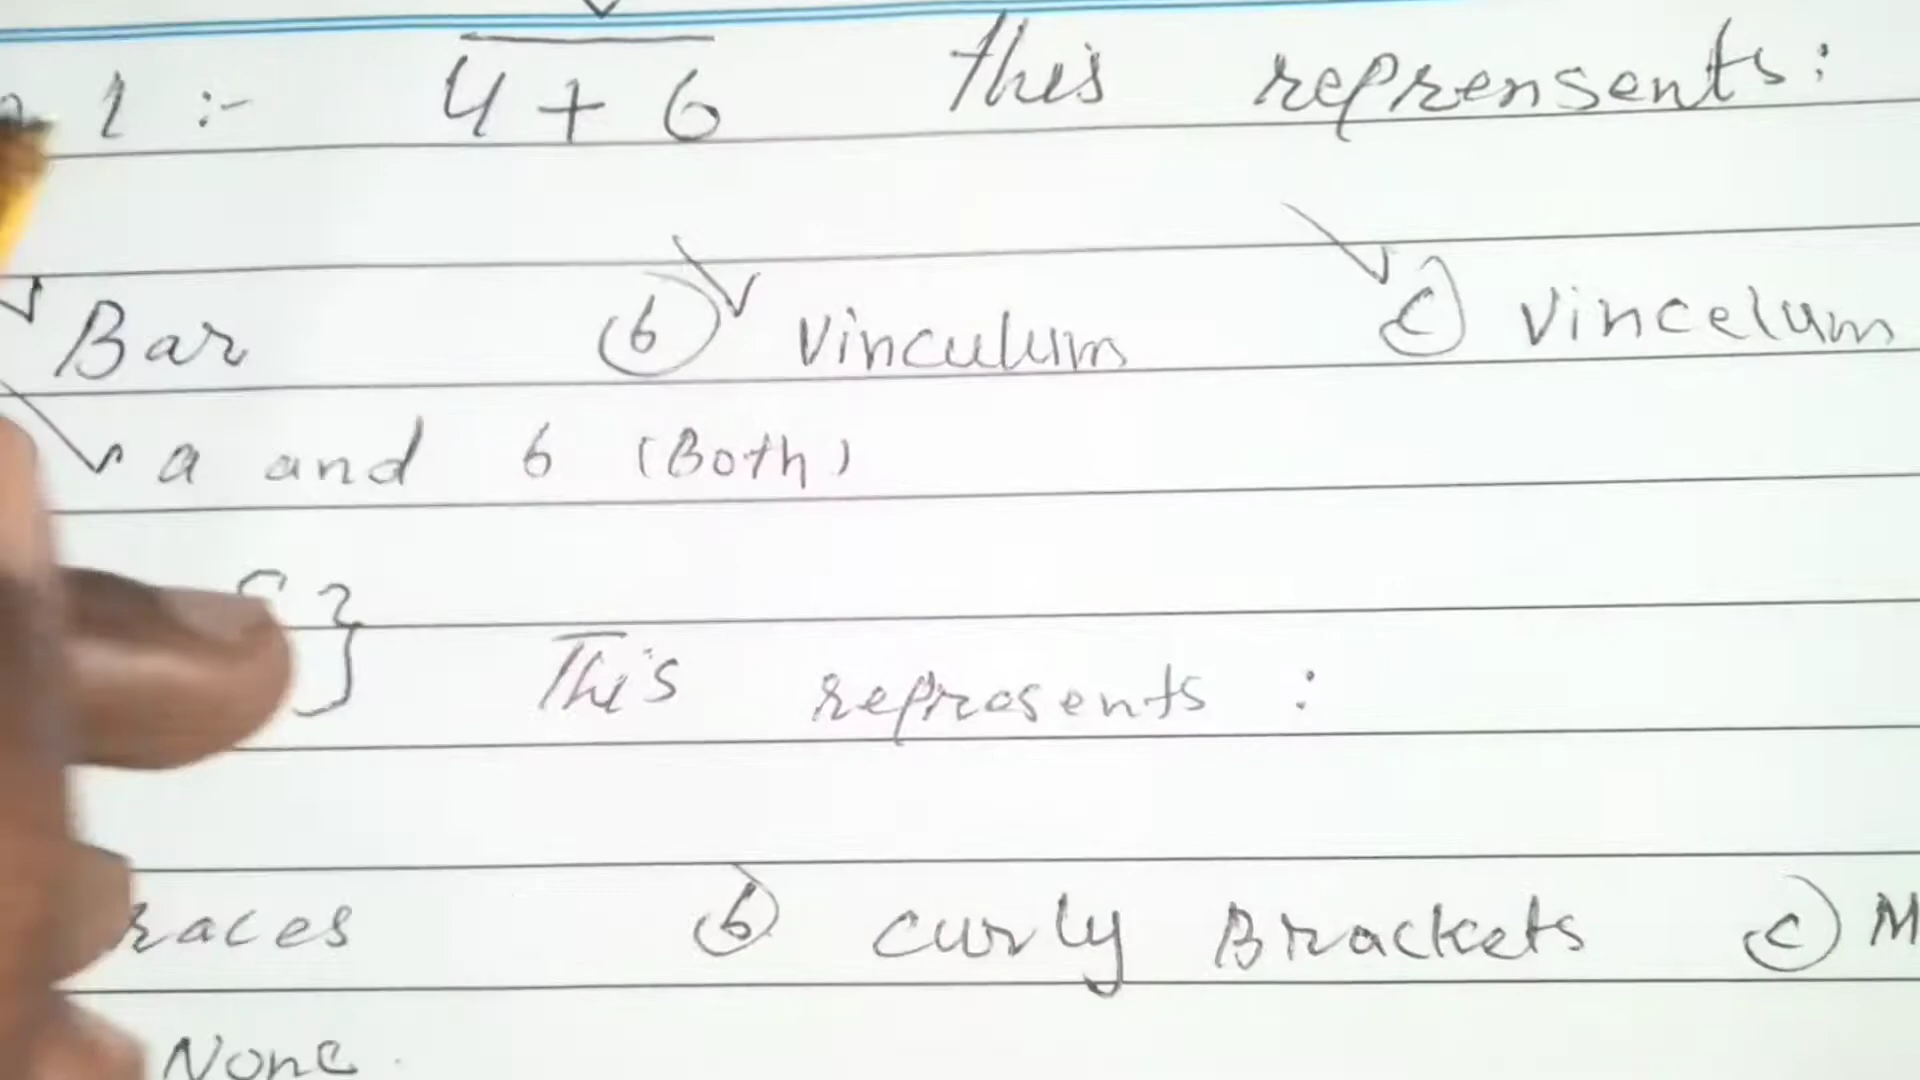 1 :- 4 + 6 this reprensents:
Bar (b) Vinculum (c) Vincelum
a and b (Both)
} This represents :
races (b) curly Brackets (c) M
None.